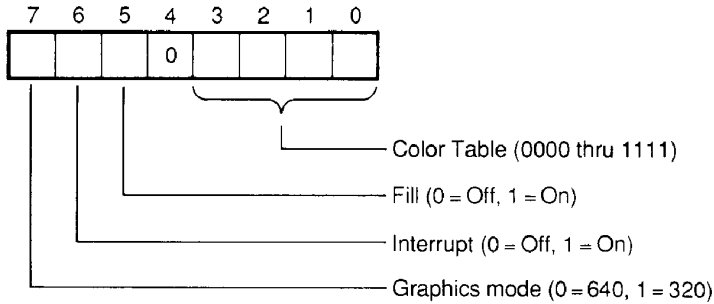 7 6 5 4 3 2 1 0
0
Color Table (0000 thru 1111)
Fill (0 = Off, 1 = On)
Interrupt (0 = Off, 1 = On)
Graphics mode (0 = 640, 1 = 320)